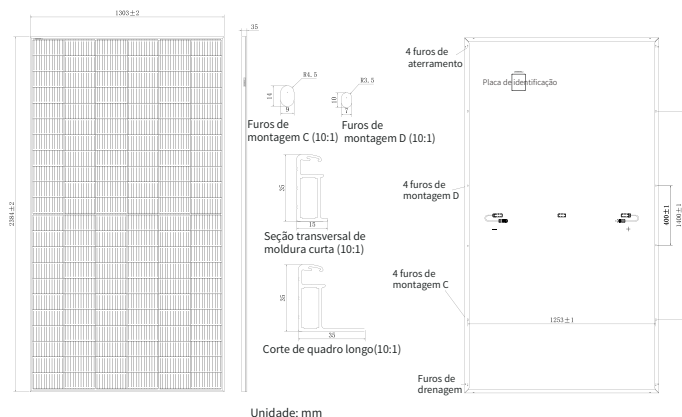 1303±2
35
2384±2
R4.5
14
9
R3.5
10
7
Furos de
montagem C (10:1)
Furos de
montagem D (10:1)
35
15
Seção transversal de
moldura curta (10:1)
35
35
Corte de quadro longo(10:1)
4 furos de
aterramento
Placa de identificação
4 furos de
montagem D
− +
400±1
1400±1
4 furos de
montagem C
1253±1
Furos de
drenagem
Unidade: mm